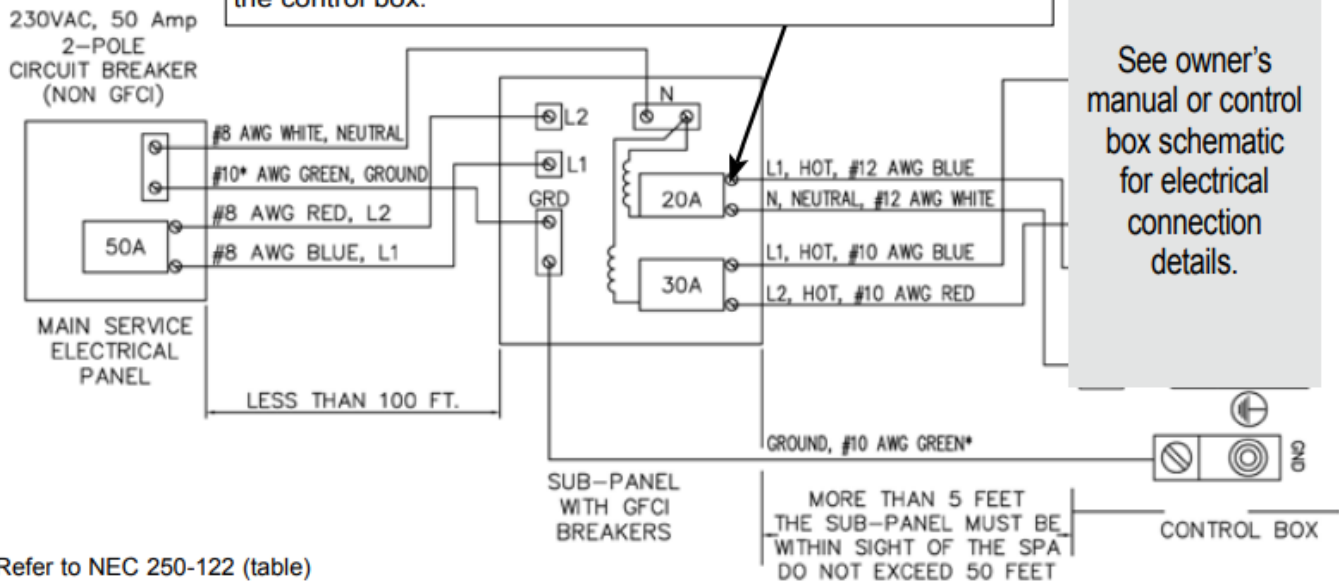 the control box.
230VAC, 50 Amp
2-POLE
CIRCUIT BREAKER
(NON GFCI)
#8 AWG WHITE, NEUTRAL
#10* AWG GREEN, GROUND
#8 AWG RED, L2
#8 AWG BLUE, L1
50A
MAIN SERVICE
ELECTRICAL
PANEL
LESS THAN 100 FT.
N
L2
L1
GRD
20A
30A
L1, HOT, #12 AWG BLUE
N, NEUTRAL, #12 AWG WHITE
L1, HOT, #10 AWG BLUE
L2, HOT, #10 AWG RED
See owner's
manual or control
box schematic
for electrical
connection
details.
GROUND, #10 AWG GREEN*
GND
SUB-PANEL
WITH GFCI
BREAKERS
MORE THAN 5 FEET
THE SUB-PANEL MUST BE
WITHIN SIGHT OF THE SPA
DO NOT EXCEED 50 FEET
CONTROL BOX
Refer to NEC 250-122 (table)